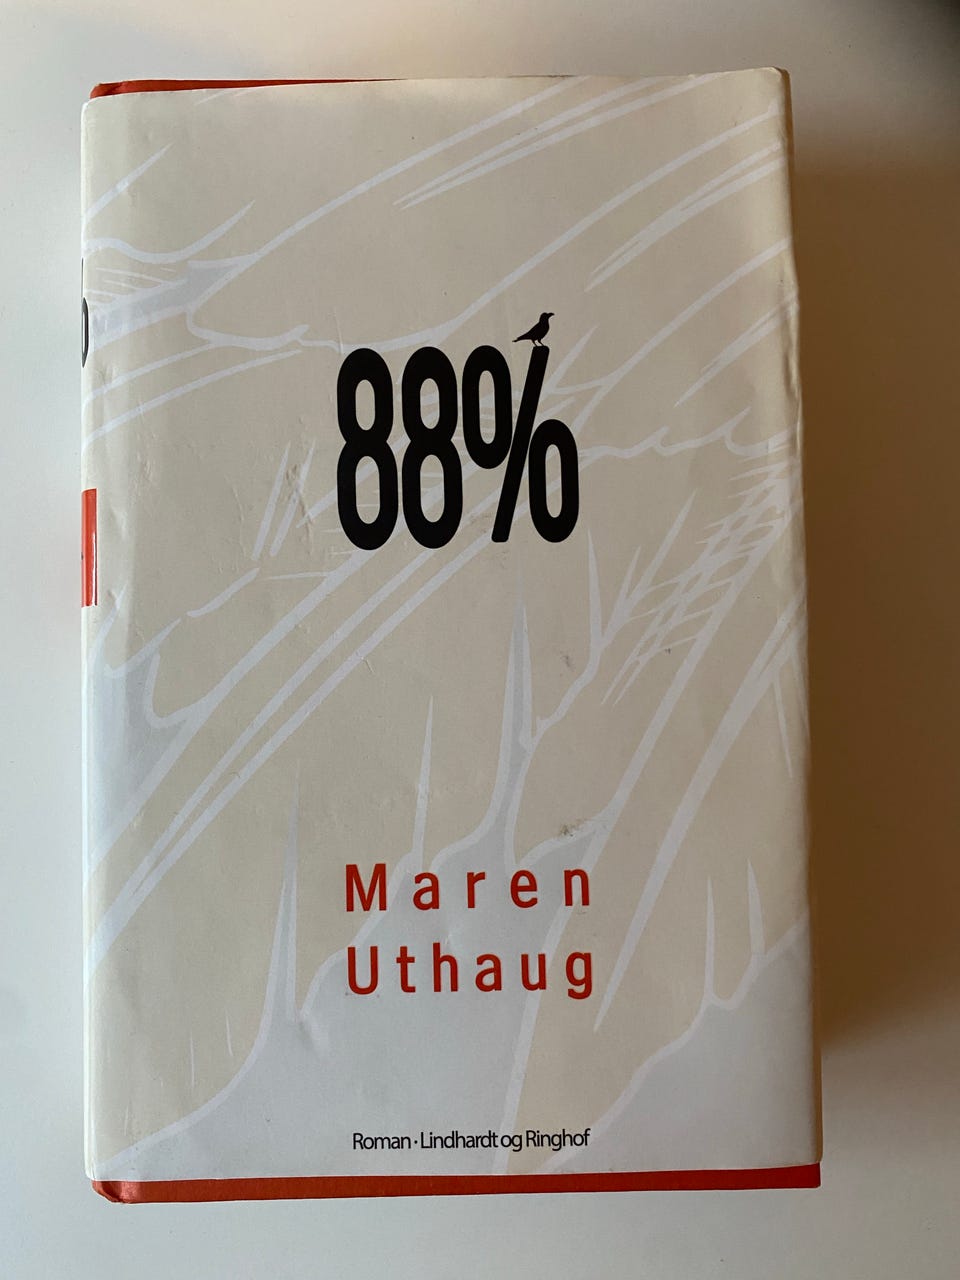 88%
Maren
Uthaug
Roman · Lindhardt og Ringhof